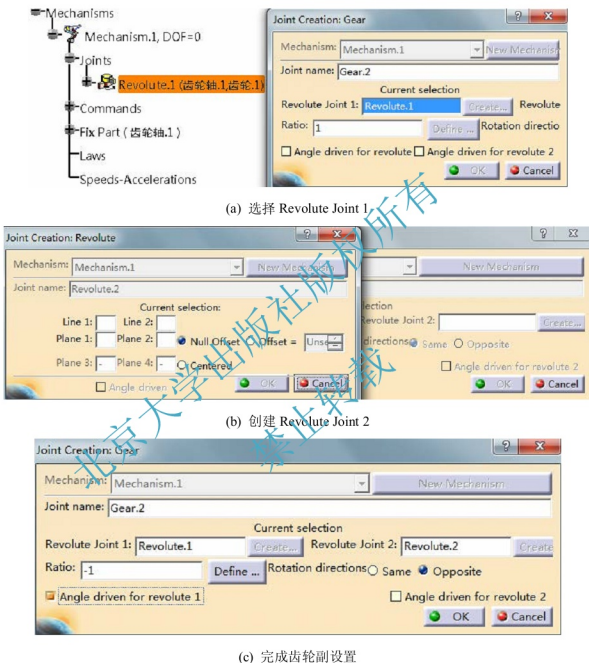 Mechanisms
Mechanism.1, DOF=0
Joints
Revolute.1 (齿轮轴.1,齿轮.1)
Commands
Fix Part ( 齿轮轴.1 )
Laws
Speeds-Accelerations
Joint Creation: Gear
Mechanism: Mechanism.1 New Mechanism
Joint name: Gear.2
Current selection
Revolute Joint 1: Revolute.1 Create... Revolute
Ratio: 1 Define ... Rotation directio
Angle driven for revolute Angle driven for revolute 2
OK Cancel
(a) 选择 Revolute Joint 1
Joint Creation: Revolute
Mechanism: Mechanism.1 New Mechanism
Joint name: Revolute.2
Current selection:
Line 1: Line 2:
Plane 1: Plane 2: Null Offset Offset = Unse
Plane 3: - Plane 4: - Centered
Angle driven
OK Cancel
New Mechanism
lection
Revolute Joint 2: Create...
directions Same Opposite
Angle driven for revolute 2
OK Cancel
(b) 创建 Revolute Joint 2
Joint Creation: Gear
Mechanism: Mechanism.1 New Mechanism
Joint name: Gear.2
Current selection
Revolute Joint 1: Revolute.1 Create... Revolute Joint 2: Revolute.2 Create
Ratio: -1 Define ... Rotation directions Same Opposite
Angle driven for revolute 1 Angle driven for revolute 2
OK Cancel
(c) 完成齿轮副设置
北京大学出版社版权所有
禁止转载